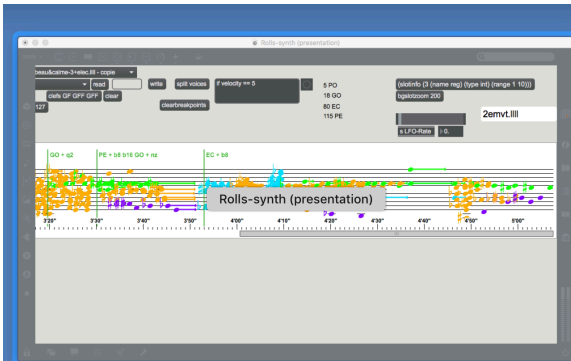 Rolls-synth (presentation)
beau&calme-3+elec.llll - copie
read
write
split voices
if velocity == 5
clefs GF GFF GFF
clear
127
clearbreakpoints
5 PO
16 GO
80 EC
115 PE
(slotinfo (3 (name reg) (type int) (range 1 10)))
bgslotzoom 200
2emvt.llll
s LFO-Rate
0.
GO + q2
PE + b8 b16 GO + nz
EC + b8
Rolls-synth (presentation)
3'20" 3'30" 3'40" 3'50" 4'00" 4'10" 4'20" 4'30" 4'40" 4'50" 5'00"